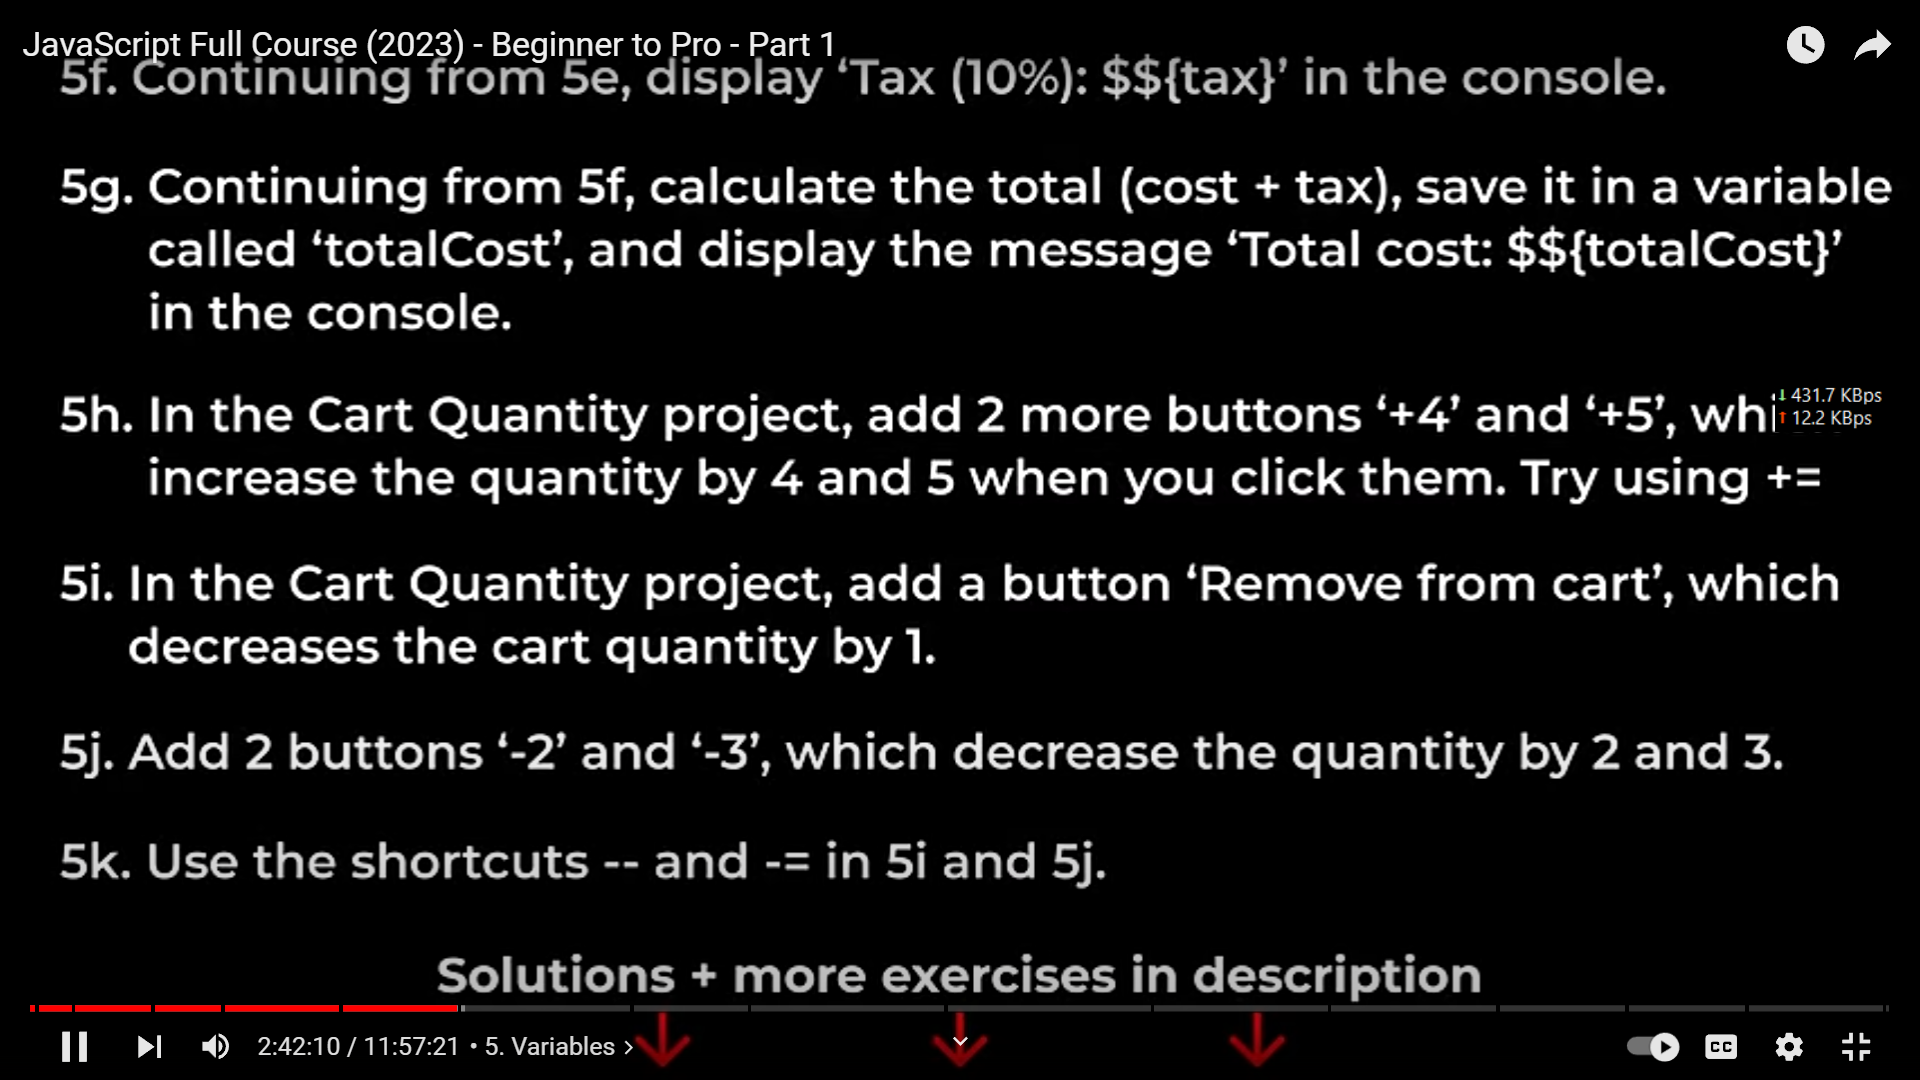 JavaScript Full Course (2023) - Beginner to Pro - Part 1
5f. Continuing from 5e, display ‘Tax (10%): $${tax}’ in the console.
5g. Continuing from 5f, calculate the total (cost + tax), save it in a variable
called ‘totalCost’, and display the message ‘Total cost: $${totalCost}’
in the console.
5h. In the Cart Quantity project, add 2 more buttons ‘+4’ and ‘+5’, whi
↓ 431.7 KBps
↑ 12.2 KBps
increase the quantity by 4 and 5 when you click them. Try using +=
5i. In the Cart Quantity project, add a button ‘Remove from cart’, which
decreases the cart quantity by 1.
5j. Add 2 buttons ‘-2’ and ‘-3’, which decrease the quantity by 2 and 3.
5k. Use the shortcuts -- and -= in 5i and 5j.
Solutions + more exercises in description
2:42:10 / 11:57:21 • 5. Variables >
CC